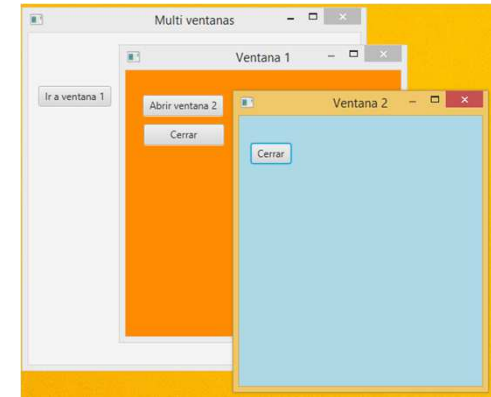 Multi ventanas
Ir a ventana 1
Ventana 1
Abrir ventana 2
Cerrar
Ventana 2
Cerrar